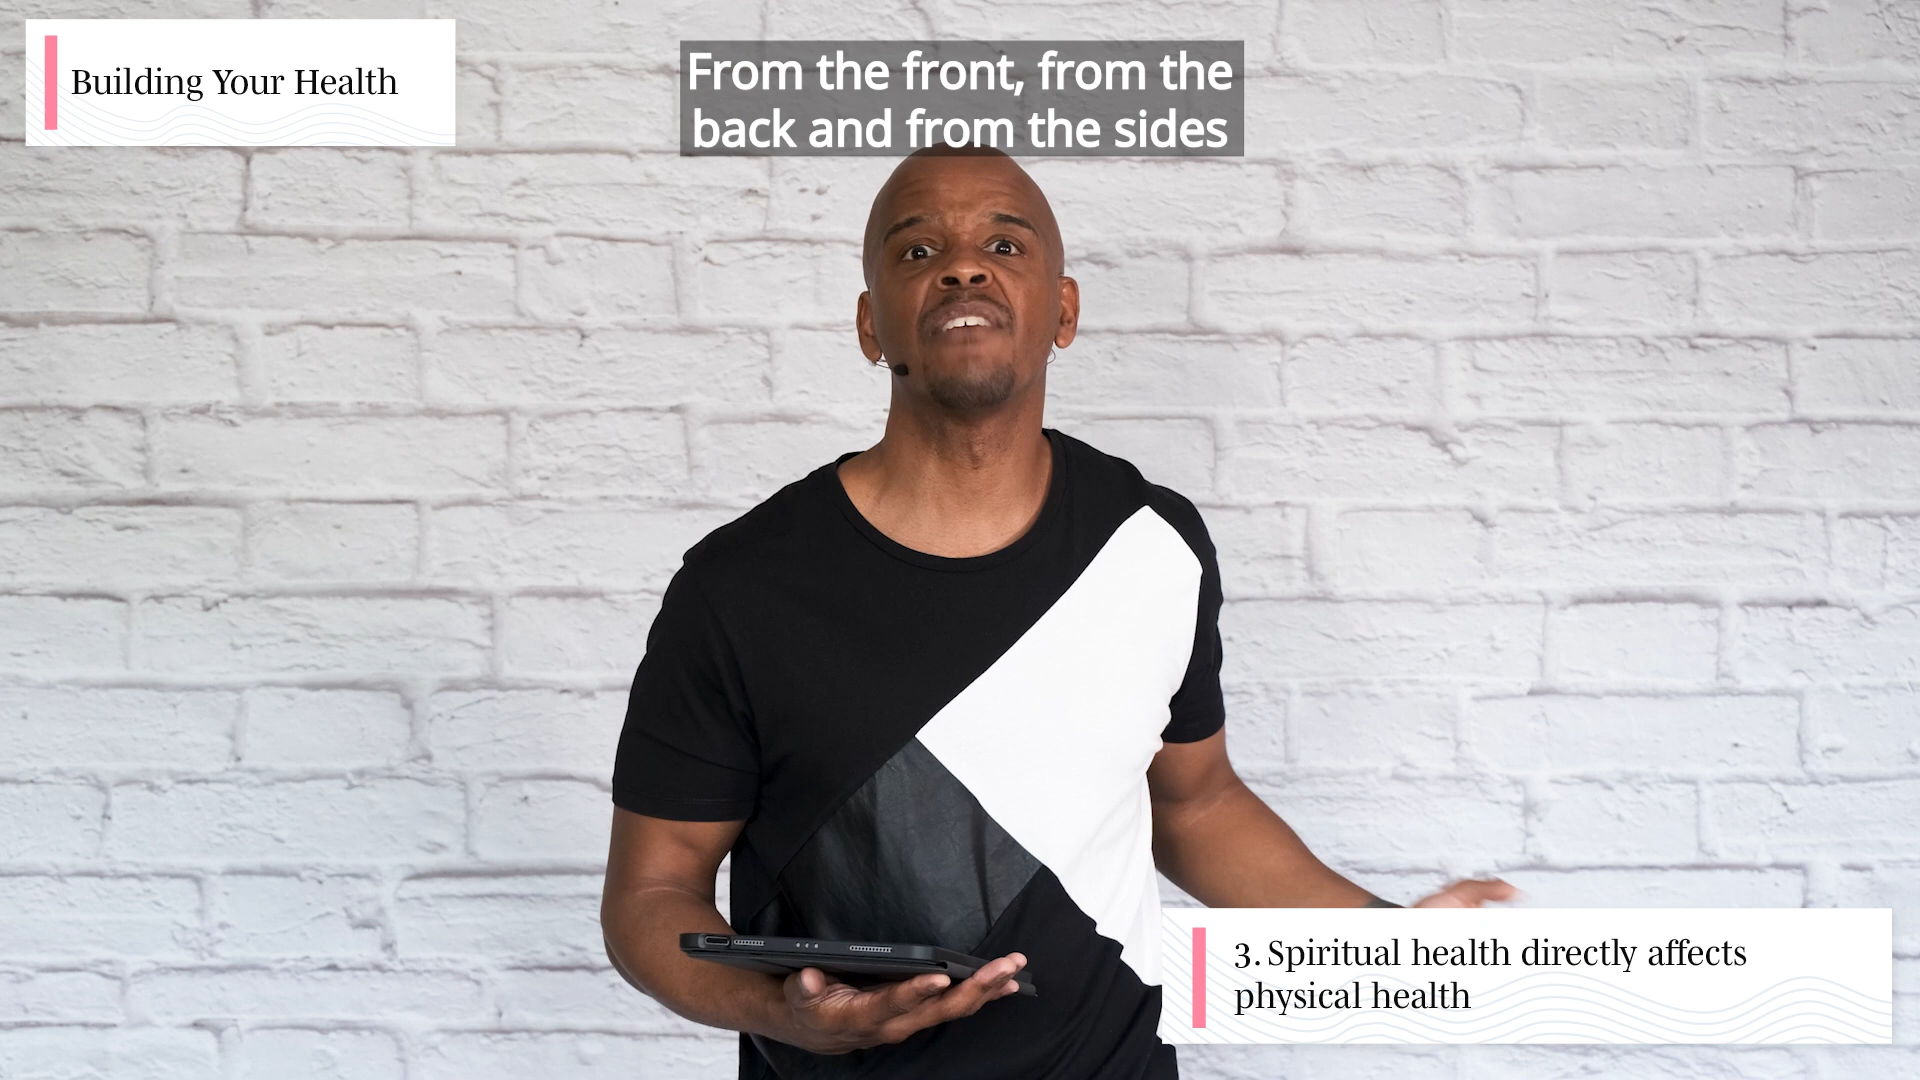 Building Your Health
From the front, from the
back and from the sides
3. Spiritual health directly affects
physical health